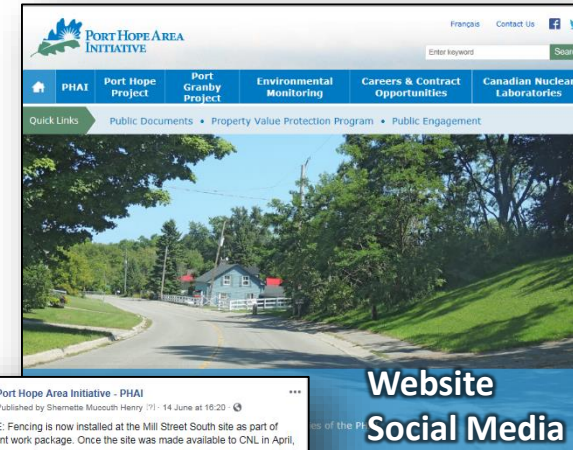 Français Contact Us
PORT HOPE AREA
INITIATIVE
Enter keyword
PHAI
Port Hope
Project
Port
Granby
Project
Environmental
Monitoring
Careers & Contract
Opportunities
Canadian Nuclear
Laboratories
Quick Links Public Documents • Property Value Protection Program • Public Engagement
Website
Social Media
Port Hope Area Initiative - PHAI
Published by Shernette Muccuth Henry [?] · 14 June at 16:20
E: Fencing is now installed at the Mill Street South site as part of
nt work package. Once the site was made available to CNL in April,